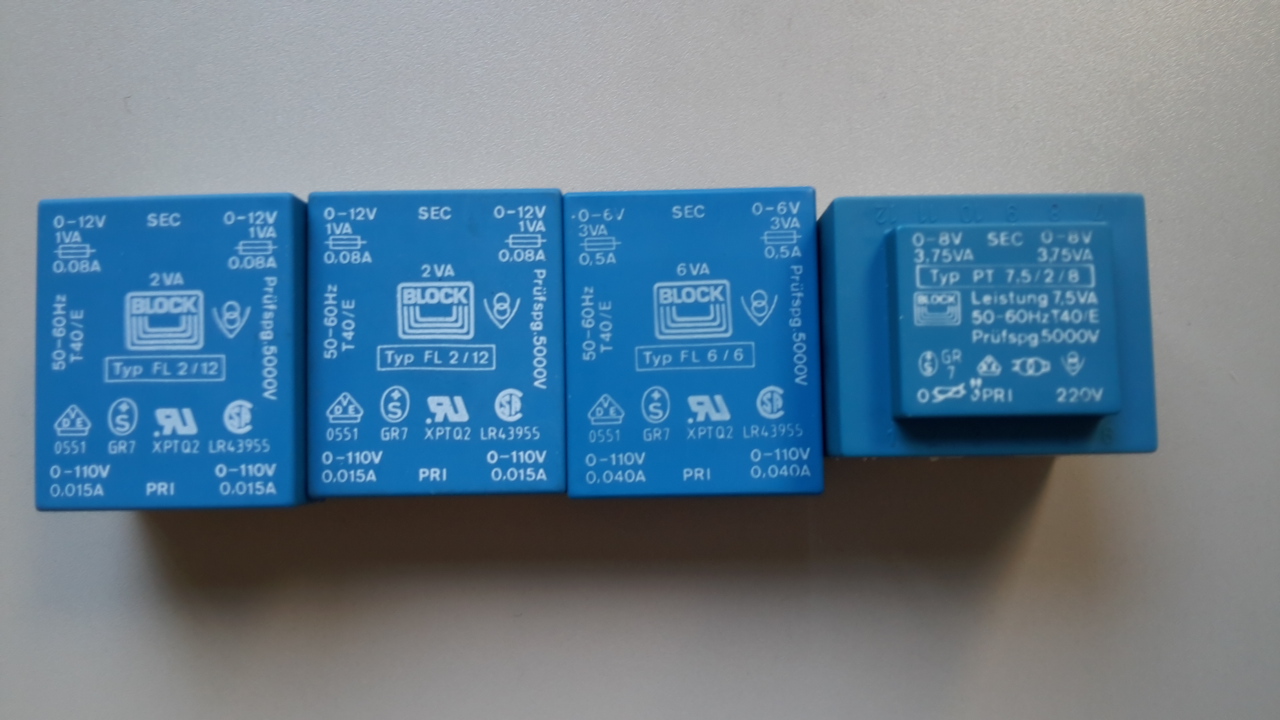 0-12V SEC 0-12V
1VA 1VA
0.08A 0.08A
2VA
BLOCK
50-60Hz
T40/E
Prüfspg.5000V
Typ FL 2/12
VDE S RU
0551 GR7 XPTQ2 LR43955
0-110V 0-110V
0.015A PRI 0.015A
0-12V SEC 0-12V
1VA 1VA
0.08A 0.08A
2VA
BLOCK
50-60Hz
T40/E
Prüfspg.5000V
Typ FL 2/12
VDE S RU
0551 GR7 XPTQ2 LR43955
0-110V 0-110V
0.015A PRI 0.015A
0-6V SEC 0-6V
3VA 3VA
0,5A 0,5A
6VA
BLOCK
50-60Hz
T40/E
Prüfspg.5000V
Typ FL 6/6
VDE S RU
0551 GR7 XPTQ2 LR43955
0-110V 0-110V
0.040A PRI 0.040A
0-8V SEC 0-8V
3,75VA 3,75VA
Typ PT 7,5/2/8
BLOCK
Leistung 7,5VA
50-60Hz T40/E
Prüfspg.5000V
S GR
7
0 PRI 220V